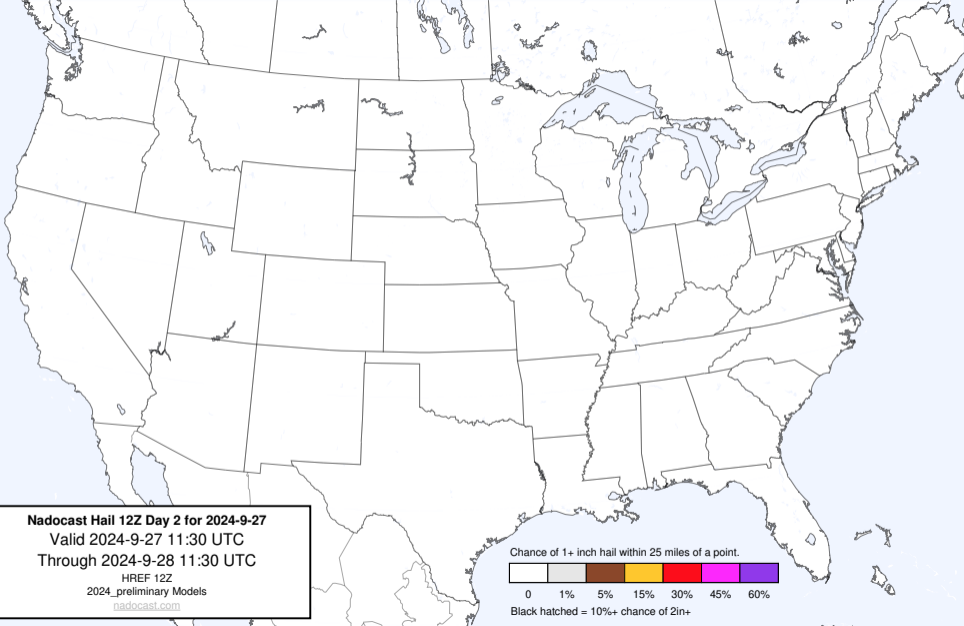 Nadocast Hail 12Z Day 2 for 2024-9-27
Valid 2024-9-27 11:30 UTC
Through 2024-9-28 11:30 UTC
HREF 12Z
2024_preliminary Models
nadocast.com
Chance of 1+ inch hail within 25 miles of a point.
0 1% 5% 15% 30% 45% 60%
Black hatched = 10%+ chance of 2in+